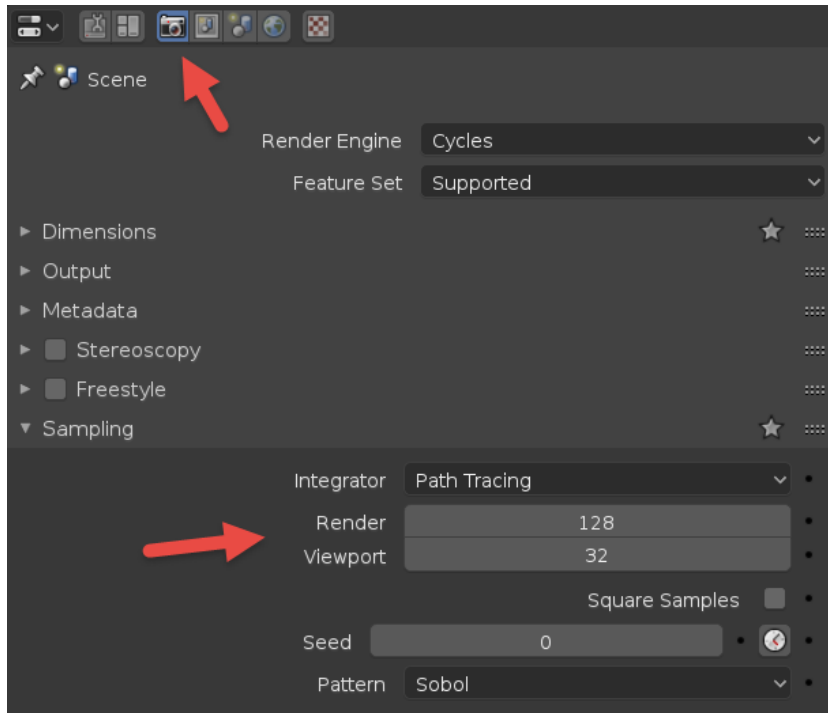 Scene
Render Engine Cycles
Feature Set Supported
Dimensions
Output
Metadata
Stereoscopy
Freestyle
Sampling
Integrator Path Tracing
Render 128
Viewport 32
Square Samples
Seed 0
Pattern Sobol